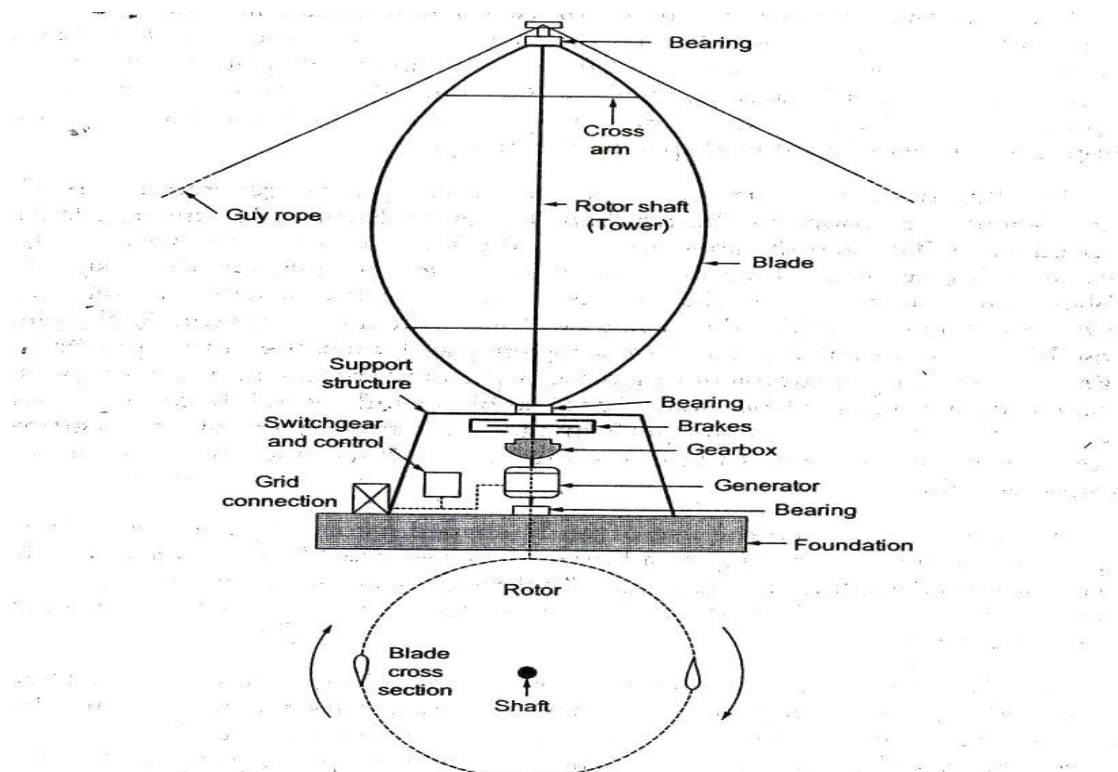 Bearing
Cross
arm
Guy rope
Rotor shaft
(Tower)
Blade
Support
structure
Bearing
Switchgear
and control
Brakes
Gearbox
Grid
connection
Generator
Bearing
Foundation
Rotor
Blade
cross
section
Shaft